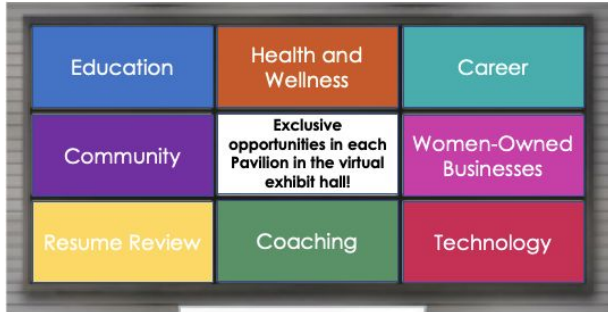 Education
Health and
Wellness
Career
Community
Exclusive
opportunities in each
Pavilion in the virtual
exhibit hall!
Women-Owned
Businesses
Resume Review
Coaching
Technology